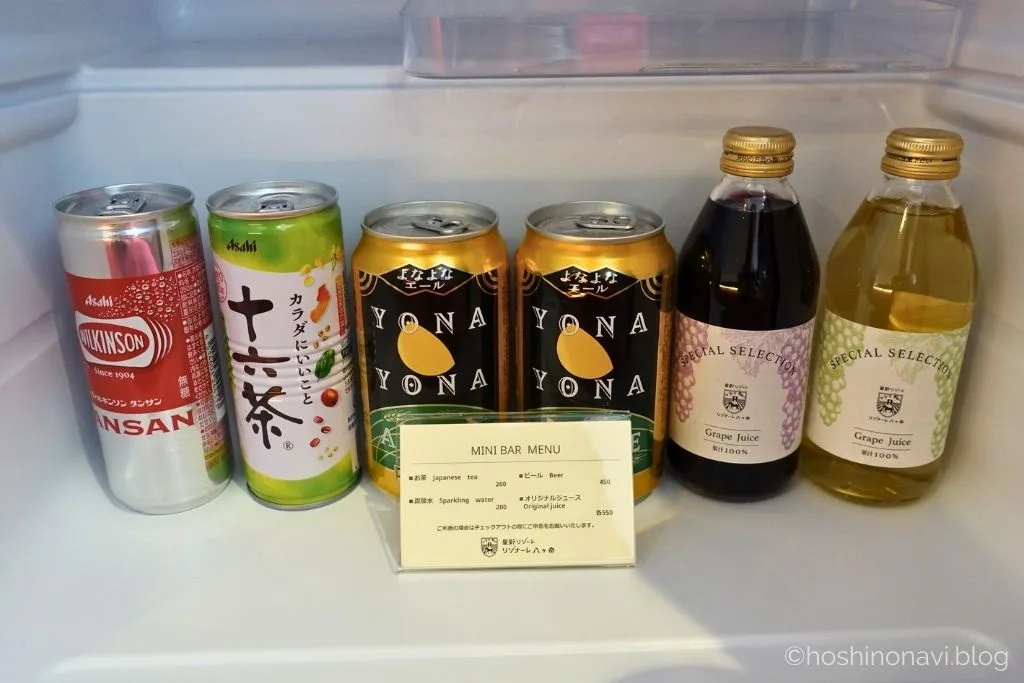 Asahi
WILKINSON
Since 1904
無糖
ウィルキンソン タンサン
TANSAN
Asahi
カラダにいいこと
十六茶
®
よなよな
エール
YONA
YONA
よなよな
エール
YONA
YONA
SPECIAL SELECTION
星野リゾート
リゾナーレ八ヶ岳
Grape Juice
果汁100%
SPECIAL SELECTION
星野リゾート
リゾナーレ八ヶ岳
Grape Juice
果汁100%
MINI BAR MENU
■お茶 Japanese tea 200
■ビール Beer 450
■炭酸水 Sparkling water 200
■オリジナルジュース
Original juice
各550
ご利用の場合はチェックアウトの際にご申告をお願いいたします。
星野リゾート
リゾナーレ八ヶ岳
©hoshinonavi.blog